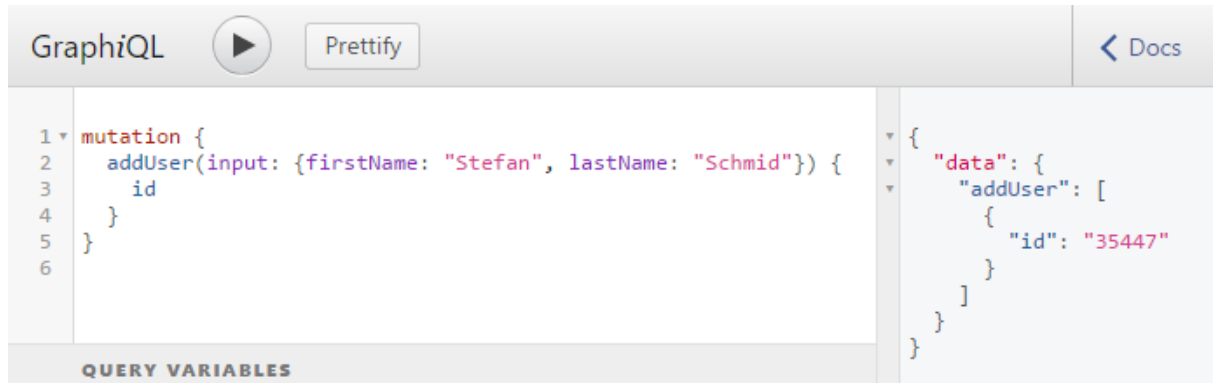 GraphiQL Prettify Docs
1 mutation {
2 addUser(input: {firstName: "Stefan", lastName: "Schmid"}) {
3 id
4 }
5 }
6
QUERY VARIABLES
{
"data": {
"addUser": [
{
"id": "35447"
}
]
}
}